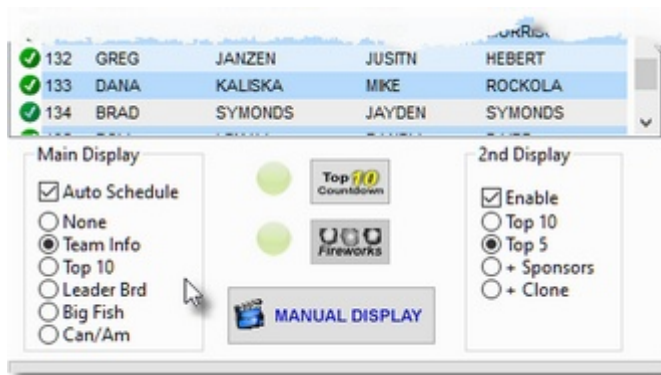 132 GREG JANZEN JUSITN HEBERT
133 DANA KALISKA MIKE ROCKOLA
134 BRAD SYMONDS JAYDEN SYMONDS
Main Display
Auto Schedule
None
Team Info
Top 10
Leader Brd
Big Fish
Can/Am
Top 10
Countdown
Fireworks
MANUAL DISPLAY
2nd Display
Enable
Top 10
Top 5
+ Sponsors
+ Clone